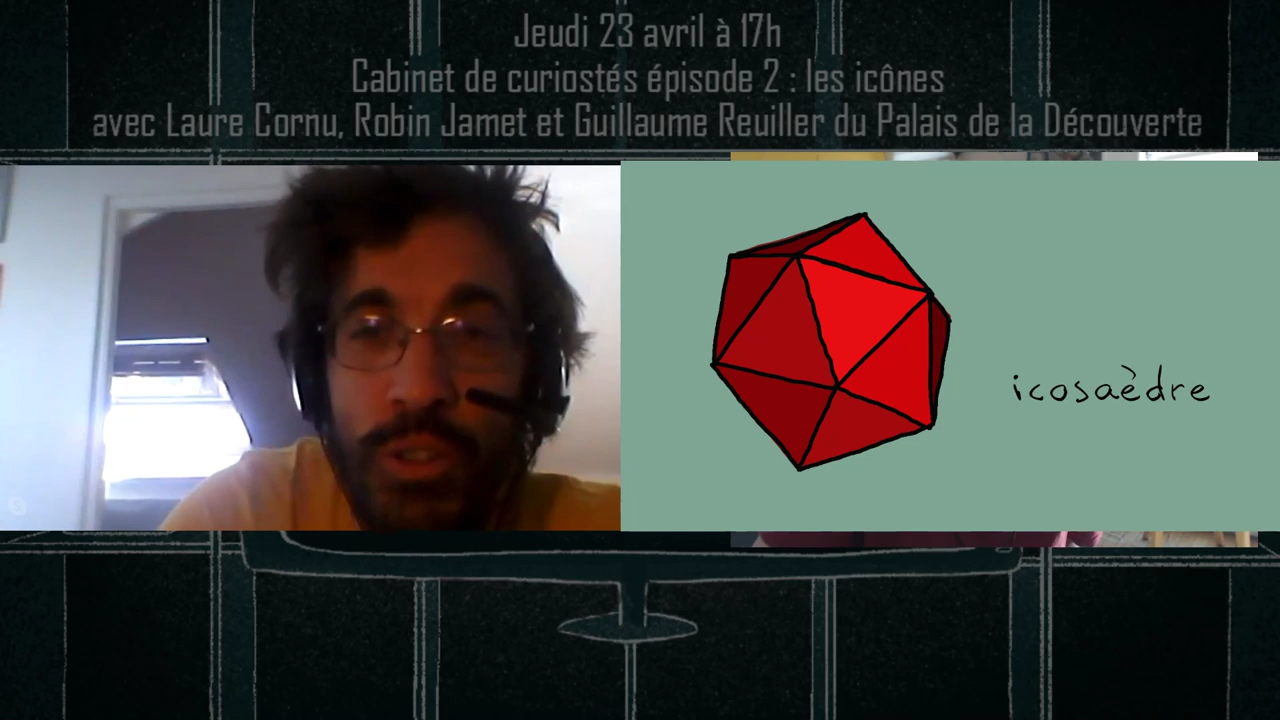 Jeudi 23 avril à 17h
Cabinet de curiostés épisode 2 : les icônes
avec Laure Cornu, Robin Jamet et Guillaume Reuiller du Palais de la Découverte
icosaèdre